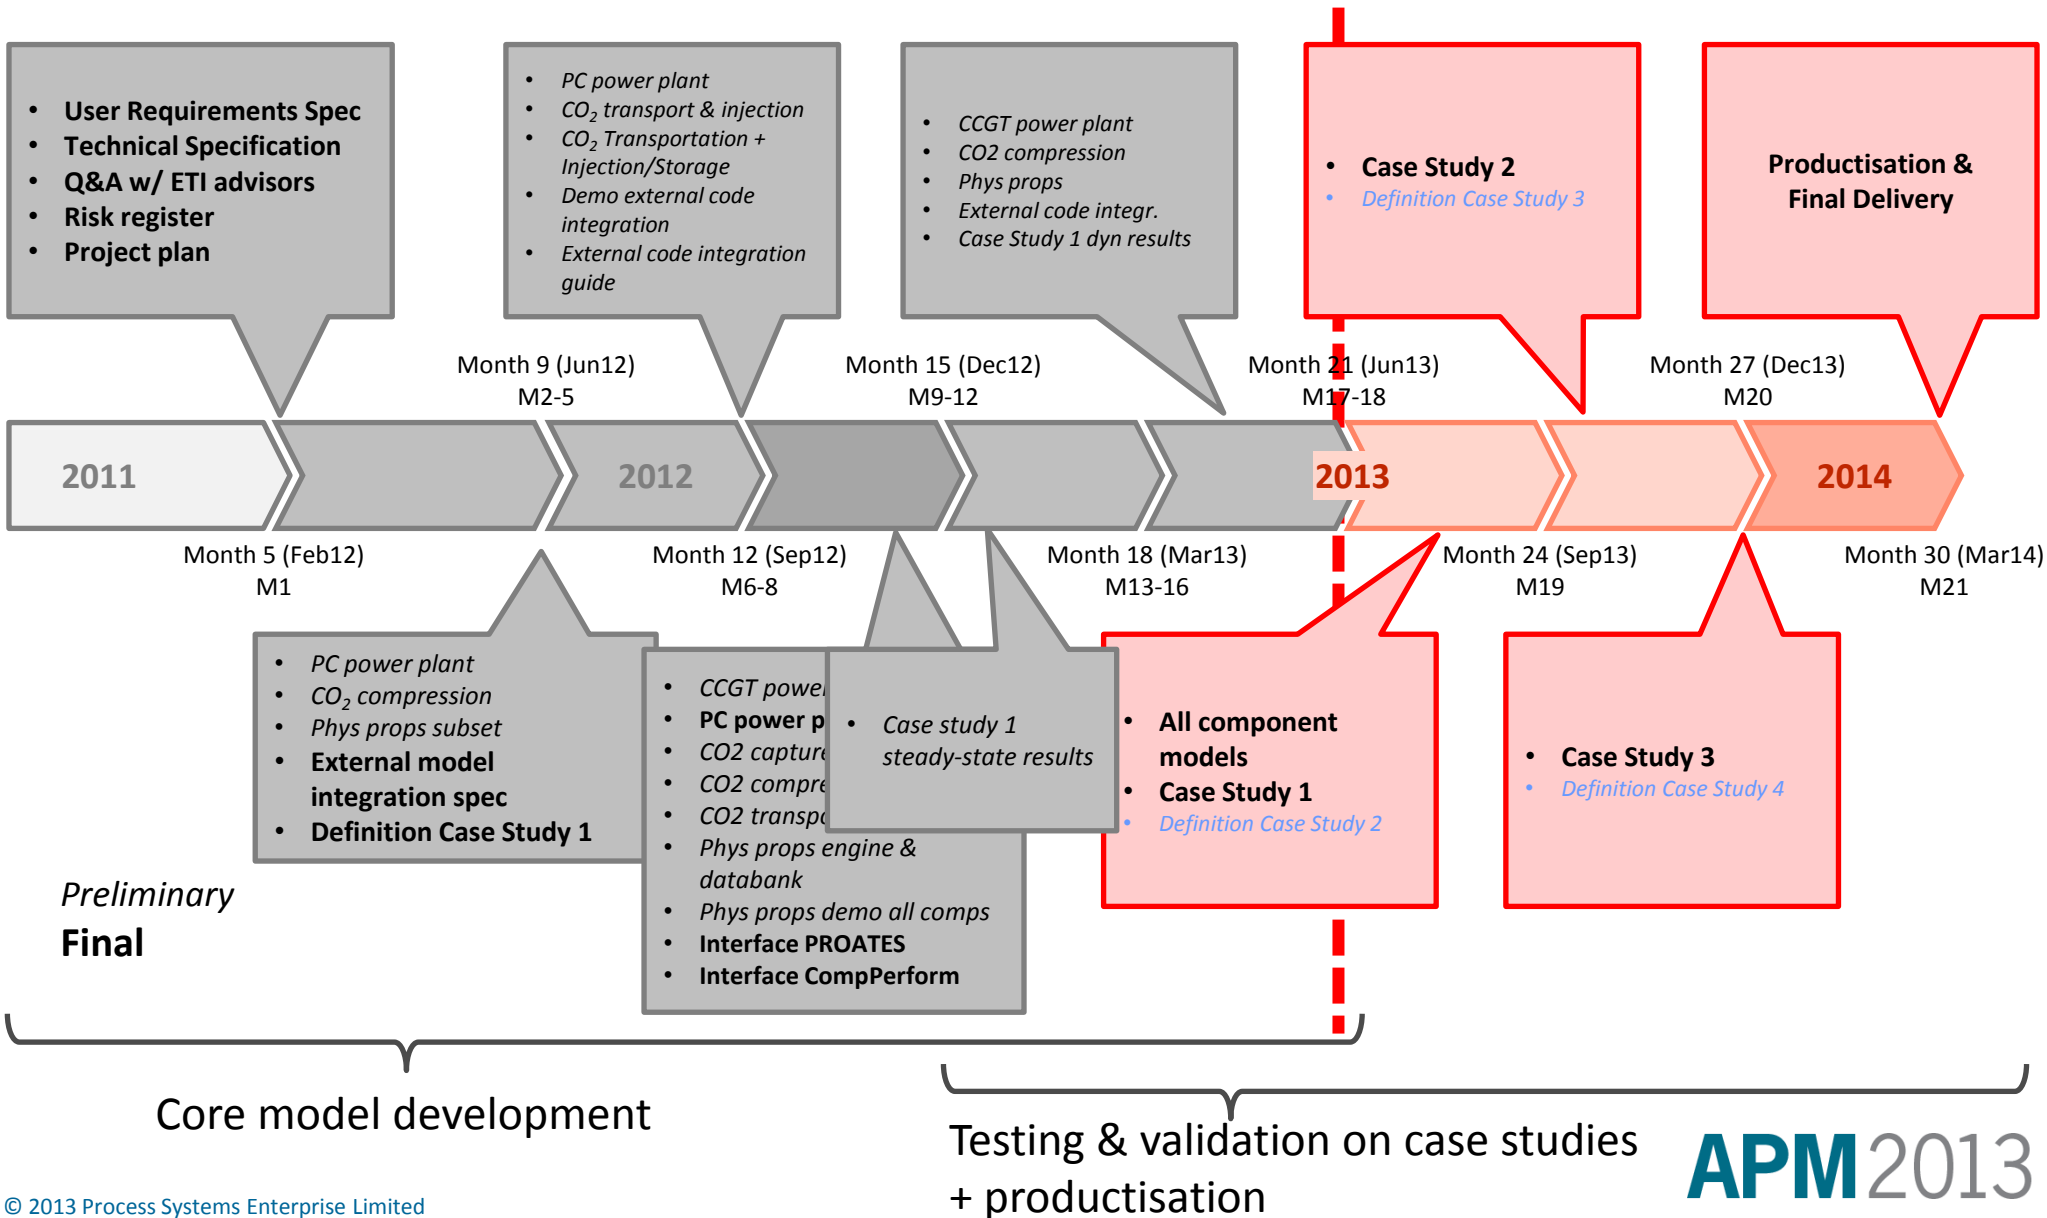 • User Requirements Spec
• Technical Specification
• Q&A w/ ETI advisors
• Risk register
• Project plan
• PC power plant
• CO2 transport & injection
• CO2 Transportation +
Injection/Storage
• Demo external code
integration
• External code integration
guide
• CCGT power plant
• CO2 compression
• Phys props
• External code integr.
• Case Study 1 dyn results
• Case Study 2
• Definition Case Study 3
Productisation &
Final Delivery
Month 9 (Jun12)
M2-5
Month 15 (Dec12)
M9-12
Month 21 (Jun13)
M17-18
Month 27 (Dec13)
M20
2011
2012
2013
2014
Month 5 (Feb12)
M1
Month 12 (Sep12)
M6-8
Month 18 (Mar13)
M13-16
Month 24 (Sep13)
M19
Month 30 (Mar14)
M21
• PC power plant
• CO2 compression
• Phys props subset
• External model
integration spec
• Definition Case Study 1
• CCGT
• PC power
• CO2 capture
• CO2
• CO2
• Phys props engine &
databank
• Phys props demo all comps
• Interface PROATES
• Interface CompPerform
• Case study 1
steady-state results
• All component
models
• Case Study 1
• Definition Case Study 2
• Case Study 3
• Definition Case Study 4
Preliminary
Final
Core model development
Testing & validation on case studies
+ productisation
APM 2013
© 2013 Process Systems Enterprise Limited